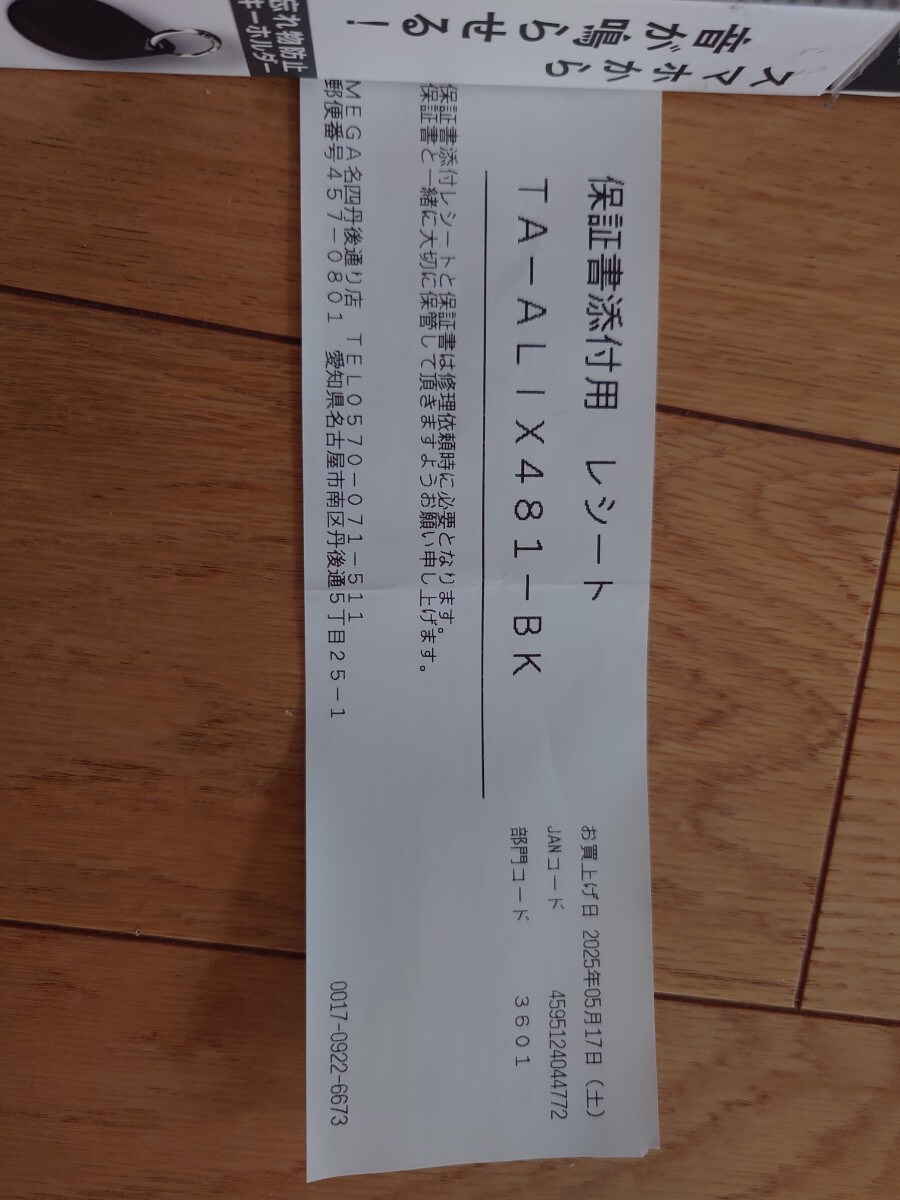 スマホから
音が鳴らせる!
忘れ物防止
キーホルダー
保証書添付用 レシート
TA-ALIX481-BK
お買上げ日 2025年05月17日(土)
JANコード 4595124044772
部門コード 3601
保証書添付レシートと保証書は修理依頼時に必要となります。
保証書と一緒に大切に保管して頂きますようお願い申し上げます。
MEGA名四丹後通り店 TEL0570-071-511
郵便番号457-0801 愛知県名古屋市南区丹後通5丁目25-1
0017-0922-6673